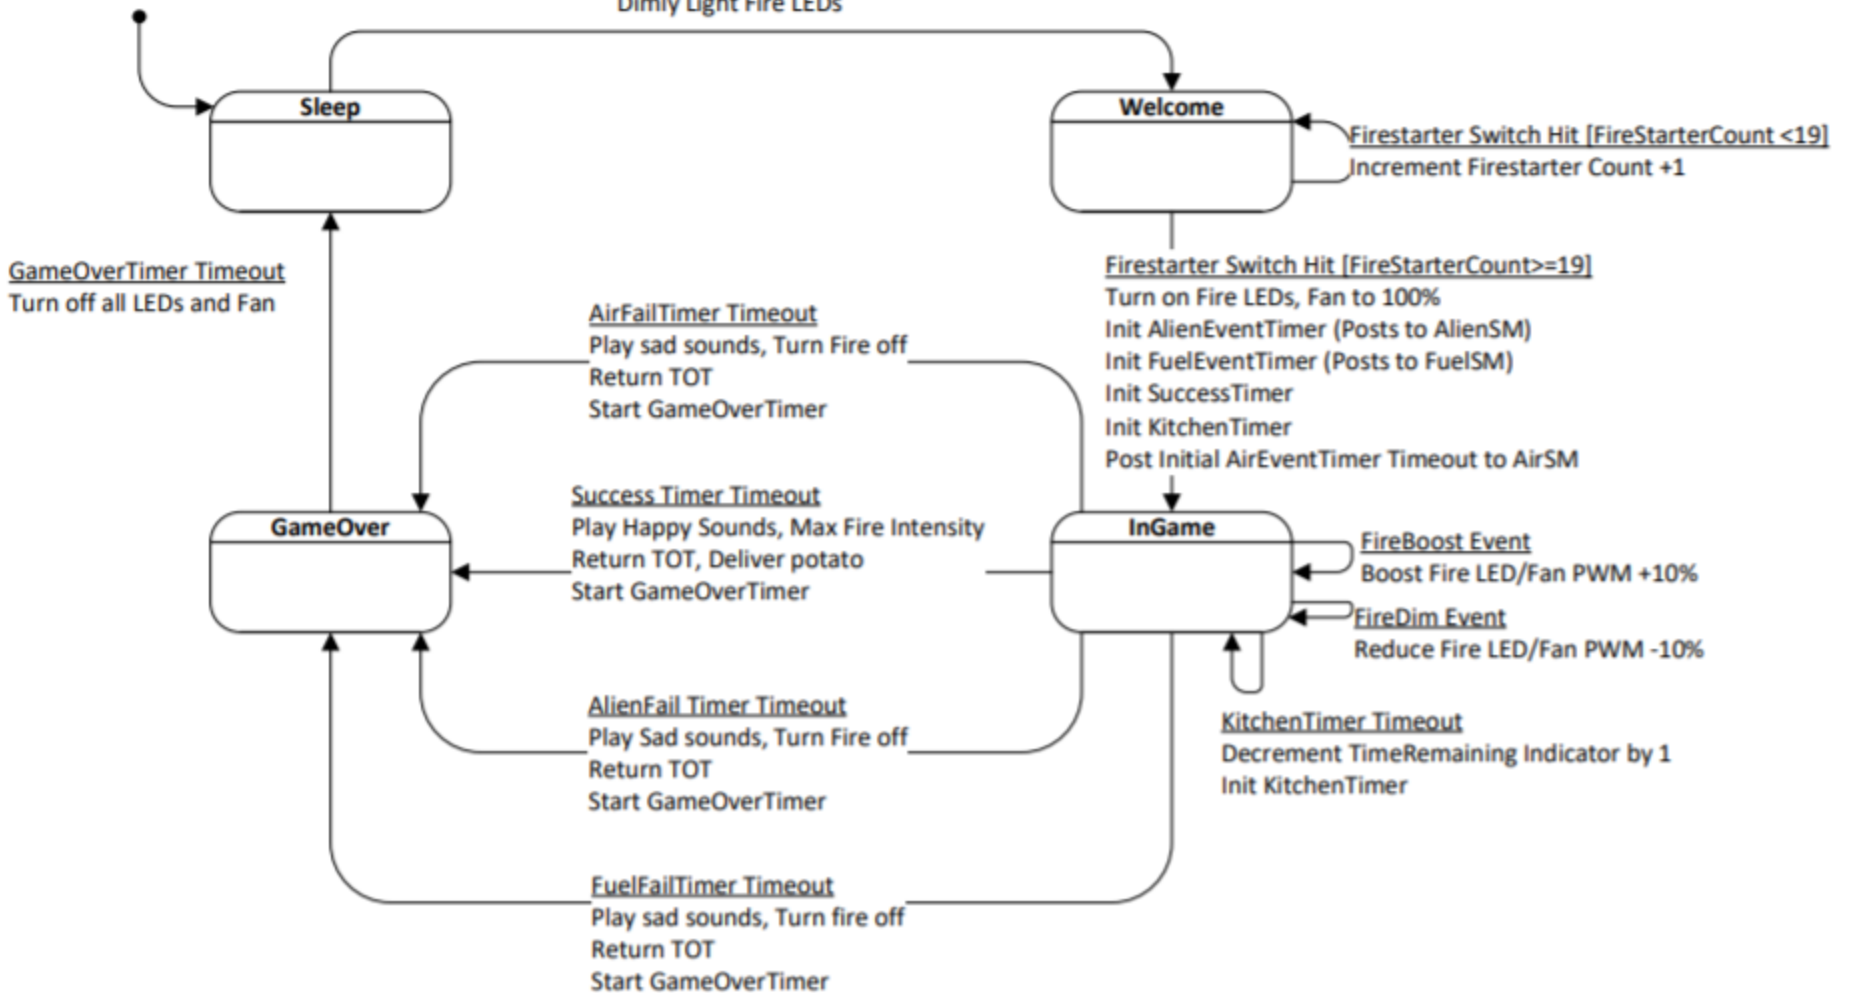 Dimly Light Fire LEDs
Sleep
Welcome
Firestarter Switch Hit [FireStarterCount <19]
Increment Firestarter Count +1
GameOverTimer Timeout
Turn off all LEDs and Fan
Firestarter Switch Hit [FireStarterCount>=19]
Turn on Fire LEDs, Fan to 100%
Init AlienEventTimer (Posts to AlienSM)
Init FuelEventTimer (Posts to FuelSM)
Init SuccessTimer
Init KitchenTimer
Post Initial AirEventTimer Timeout to AirSM
AirFailTimer Timeout
Play sad sounds, Turn Fire off
Return TOT
Start GameOverTimer
Success Timer Timeout
Play Happy Sounds, Max Fire Intensity
Return TOT, Deliver potato
Start GameOverTimer
GameOver
InGame
FireBoost Event
Boost Fire LED/Fan PWM +10%
FireDim Event
Reduce Fire LED/Fan PWM -10%
KitchenTimer Timeout
Decrement TimeRemaining Indicator by 1
Init KitchenTimer
AlienFail Timer Timeout
Play Sad sounds, Turn Fire off
Return TOT
Start GameOverTimer
FuelFailTimer Timeout
Play sad sounds, Turn fire off
Return TOT
Start GameOverTimer